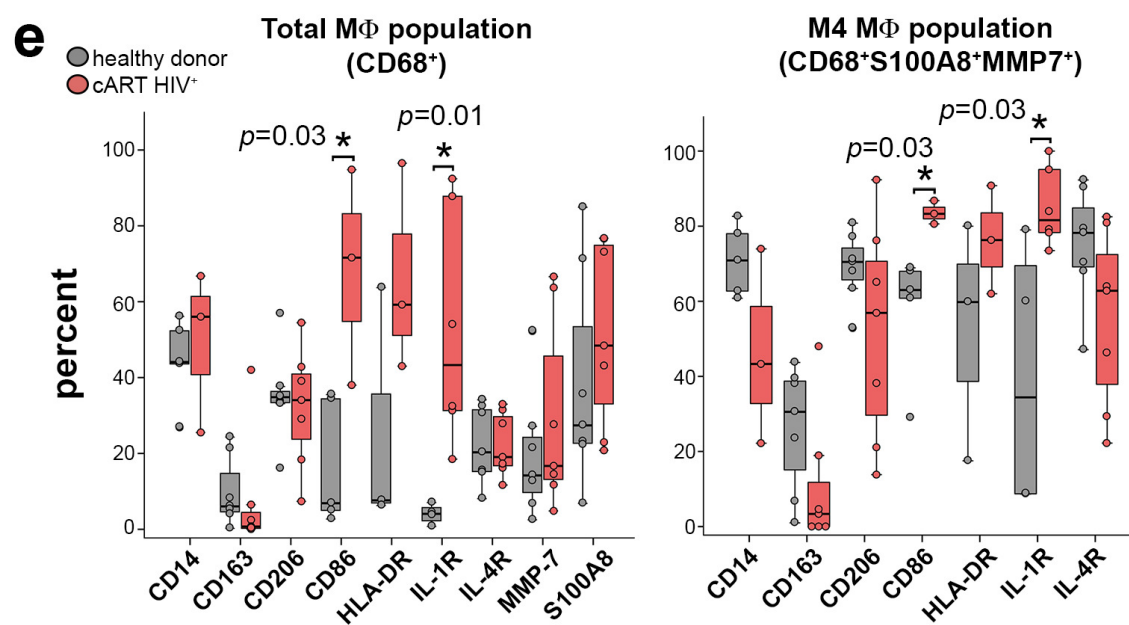 e
Total MΦ population
(CD68⁺)
healthy donor
cART HIV⁺
p=0.03 *
p=0.01
*
percent
100
80
60
40
20
0
CD14
CD163
CD206
CD86
HLA-DR
IL-1R
IL-4R
MMP-7
S100A8
M4 MΦ population
(CD68⁺S100A8⁺MMP7⁺)
p=0.03 *
p=0.03
*
100
80
60
40
20
0
CD14
CD163
CD206
CD86
HLA-DR
IL-1R
IL-4R